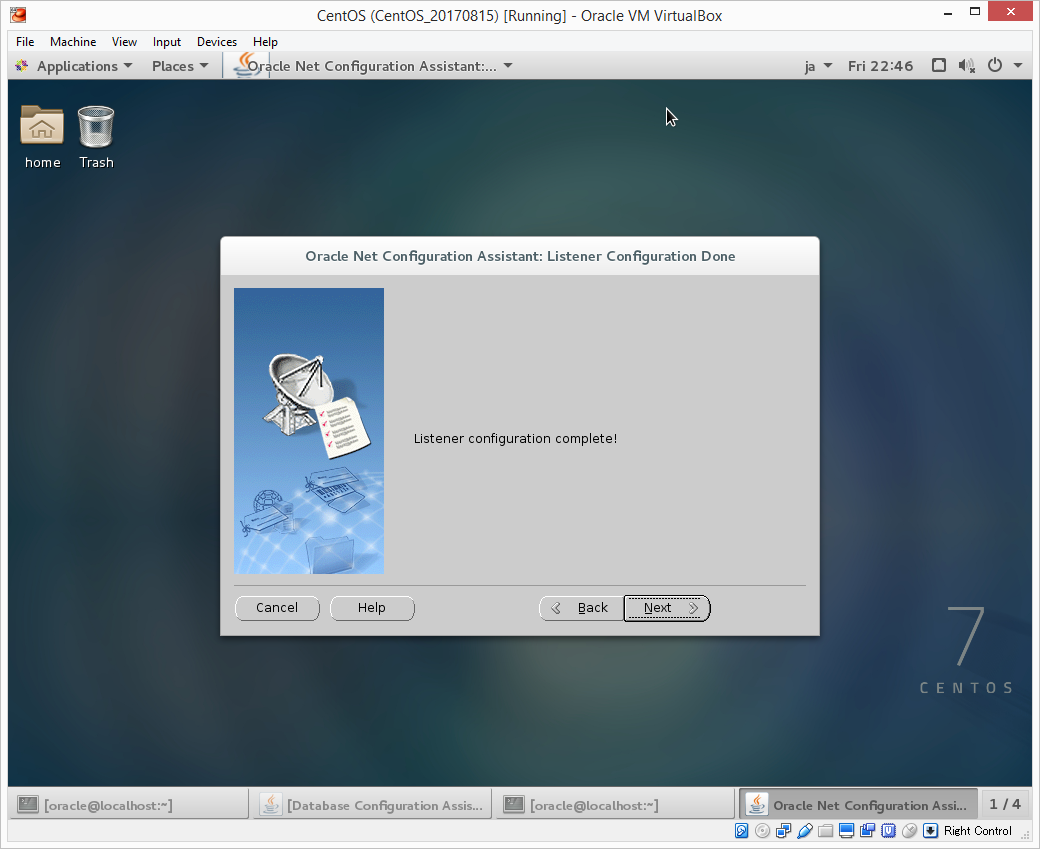 CentOS (CentOS_20170815) [Running] - Oracle VM VirtualBox
File Machine View Input Devices Help
Applications Places Oracle Net Configuration Assistant:... ja Fri 22:46
home Trash
Oracle Net Configuration Assistant: Listener Configuration Done
Listener configuration complete!
Cancel Help Back Next
7
CENTOS
[oracle@localhost:~] [Database Configuration Assis... [oracle@localhost:~] Oracle Net Configuration Assi... 1 / 4
Right Control